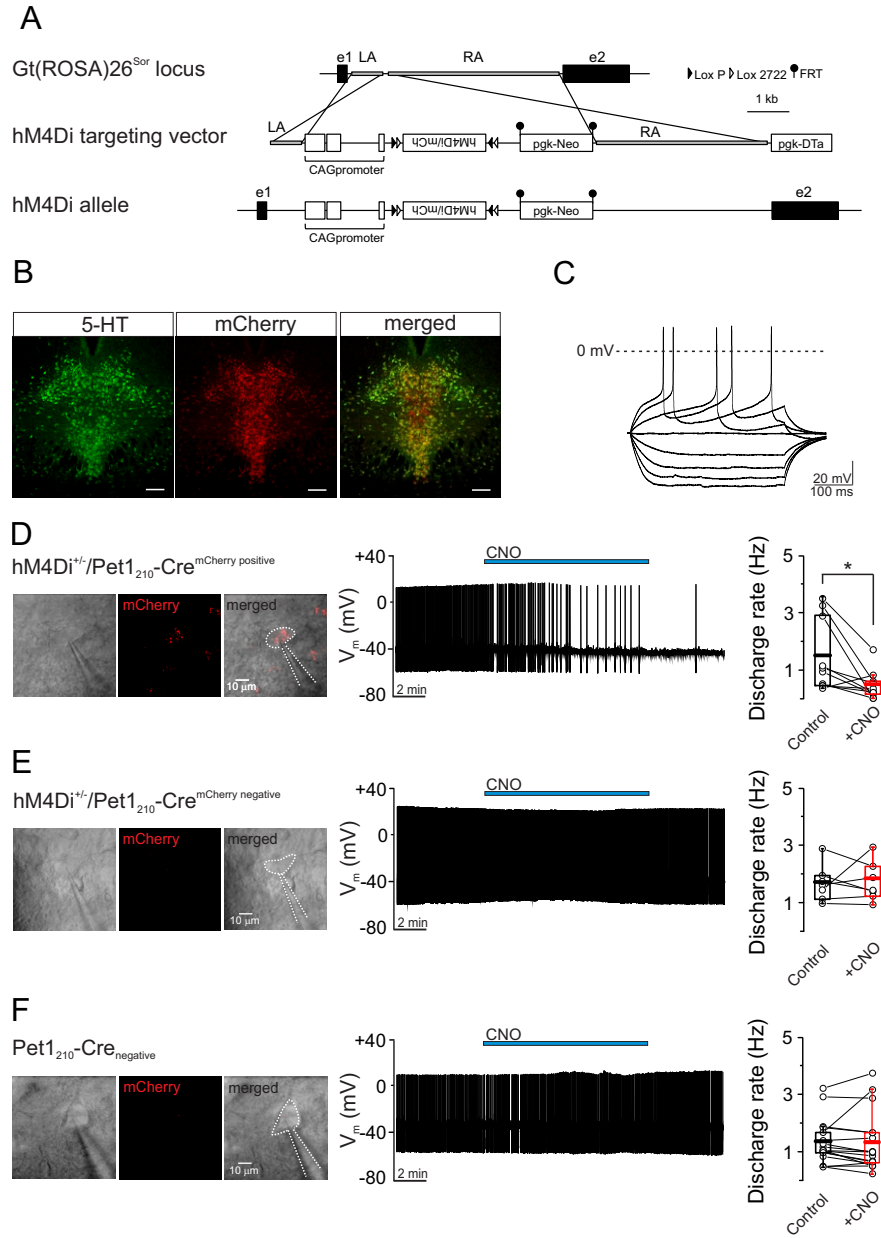 A
Gt(ROSA)26Sor locus
e1 LA RA e2
Lox P Lox 2722 FRT
1 kb
hM4Di targeting vector
LA hM4Di/mCh pgk-Neo RA pgk-DTa
CAGpromoter
hM4Di allele
e1 hM4Di/mCh pgk-Neo e2
CAGpromoter
B
5-HT mCherry merged
C
0 mV
20 mV
100 ms
D
hM4Di+/-/Pet1210-CremCherry positive
mCherry merged
10 μm
+40
0
-40
-80
Vm (mV)
CNO
2 min
Discharge rate (Hz)
5
3
1
*
Control +CNO
E
hM4Di+/-/Pet1210-CremCherry negative
mCherry merged
10 μm
+40
0
-40
-80
Vm (mV)
CNO
2 min
Discharge rate (Hz)
5
3
1
Control +CNO
F
Pet1210-Crenegative
mCherry merged
10 μm
+40
0
-40
-80
Vm (mV)
CNO
2 min
Discharge rate (Hz)
5
3
1
Control +CNO